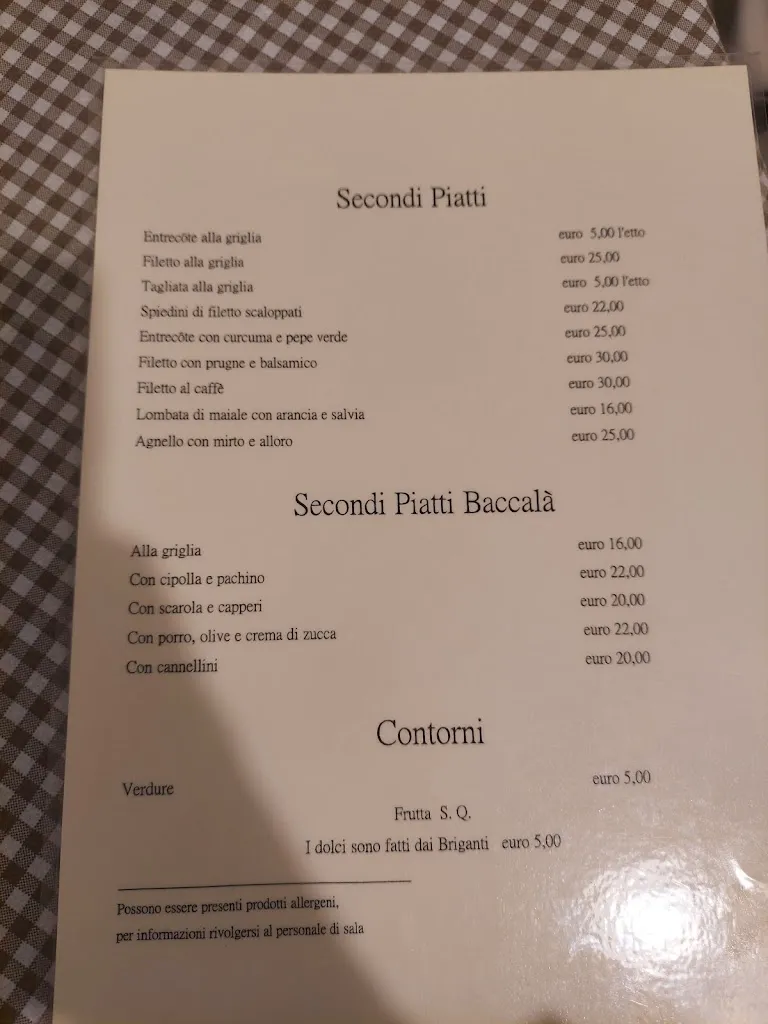 Secondi Piatti
Entrecôte alla griglia euro 5,00 l'etto
Filetto alla griglia euro 25,00
Tagliata alla griglia euro 5,00 l'etto
Spiedini di filetto scaloppati euro 22,00
Entrecôte con curcuma e pepe verde euro 25,00
Filetto con prugne e balsamico euro 30,00
Filetto al caffè euro 30,00
Lombata di maiale con arancia e salvia euro 16,00
Agnello con mirto e alloro euro 25,00
Secondi Piatti Baccalà
Alla griglia euro 16,00
Con cipolla e pachino euro 22,00
Con scarola e capperi euro 20,00
Con porro, olive e crema di zucca euro 22,00
Con cannellini euro 20,00
Contorni
Verdure euro 5,00
Frutta S. Q.
I dolci sono fatti dai Briganti euro 5,00
Possono essere presenti prodotti allergeni,
per informazioni rivolgersi al personale di sala